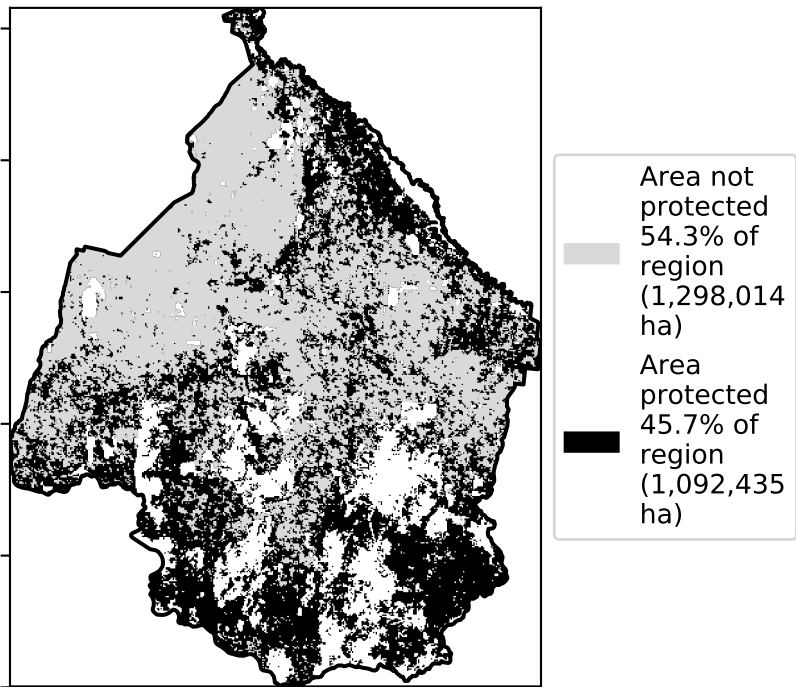 Area not
protected
54.3% of
region
(1,298,014
ha)
Area
protected
45.7% of
region
(1,092,435
ha)